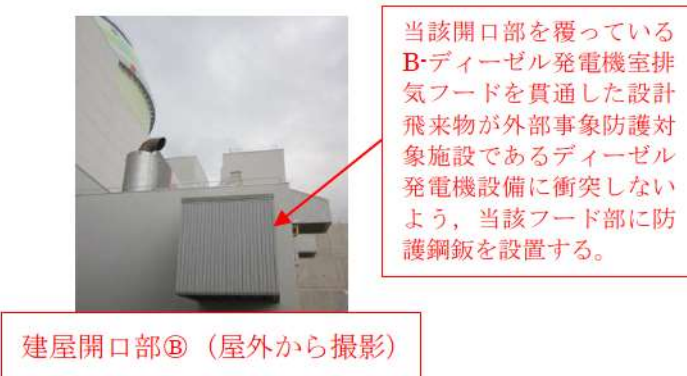 当該開口部を覆っている
B-ディーゼル発電機室排
気フードを貫通した設計
飛来物が外部事象防護対
象施設であるディーゼル
発電機設備に衝突しない
よう，当該フード部に防
護鋼鈑を設置する。
建屋開口部Ⓑ（屋外から撮影）